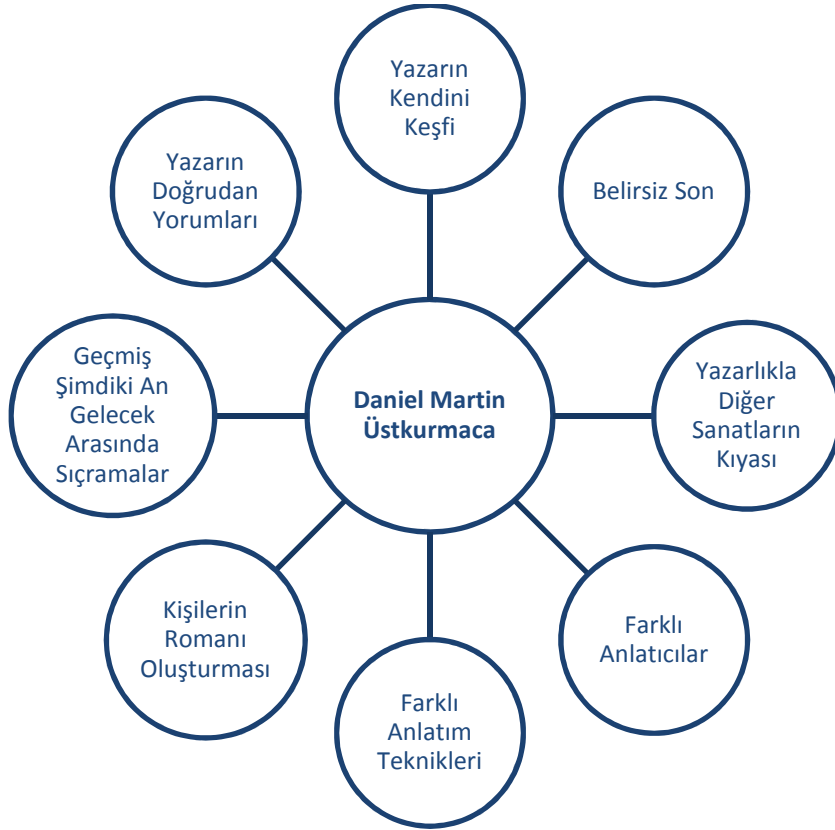 Yazarın
Kendini
Keşfi
Belirsiz Son
Yazarlıkla
Diğer
Sanatların
Kıyası
Farklı
Anlatıcılar
Farklı
Anlatım
Teknikleri
Kişilerin
Romanı
Oluşturması
Geçmiş
Şimdiki An
Gelecek
Arasında
Sıçramalar
Yazarın
Doğrudan
Yorumları
Daniel Martin
Üstkurmaca